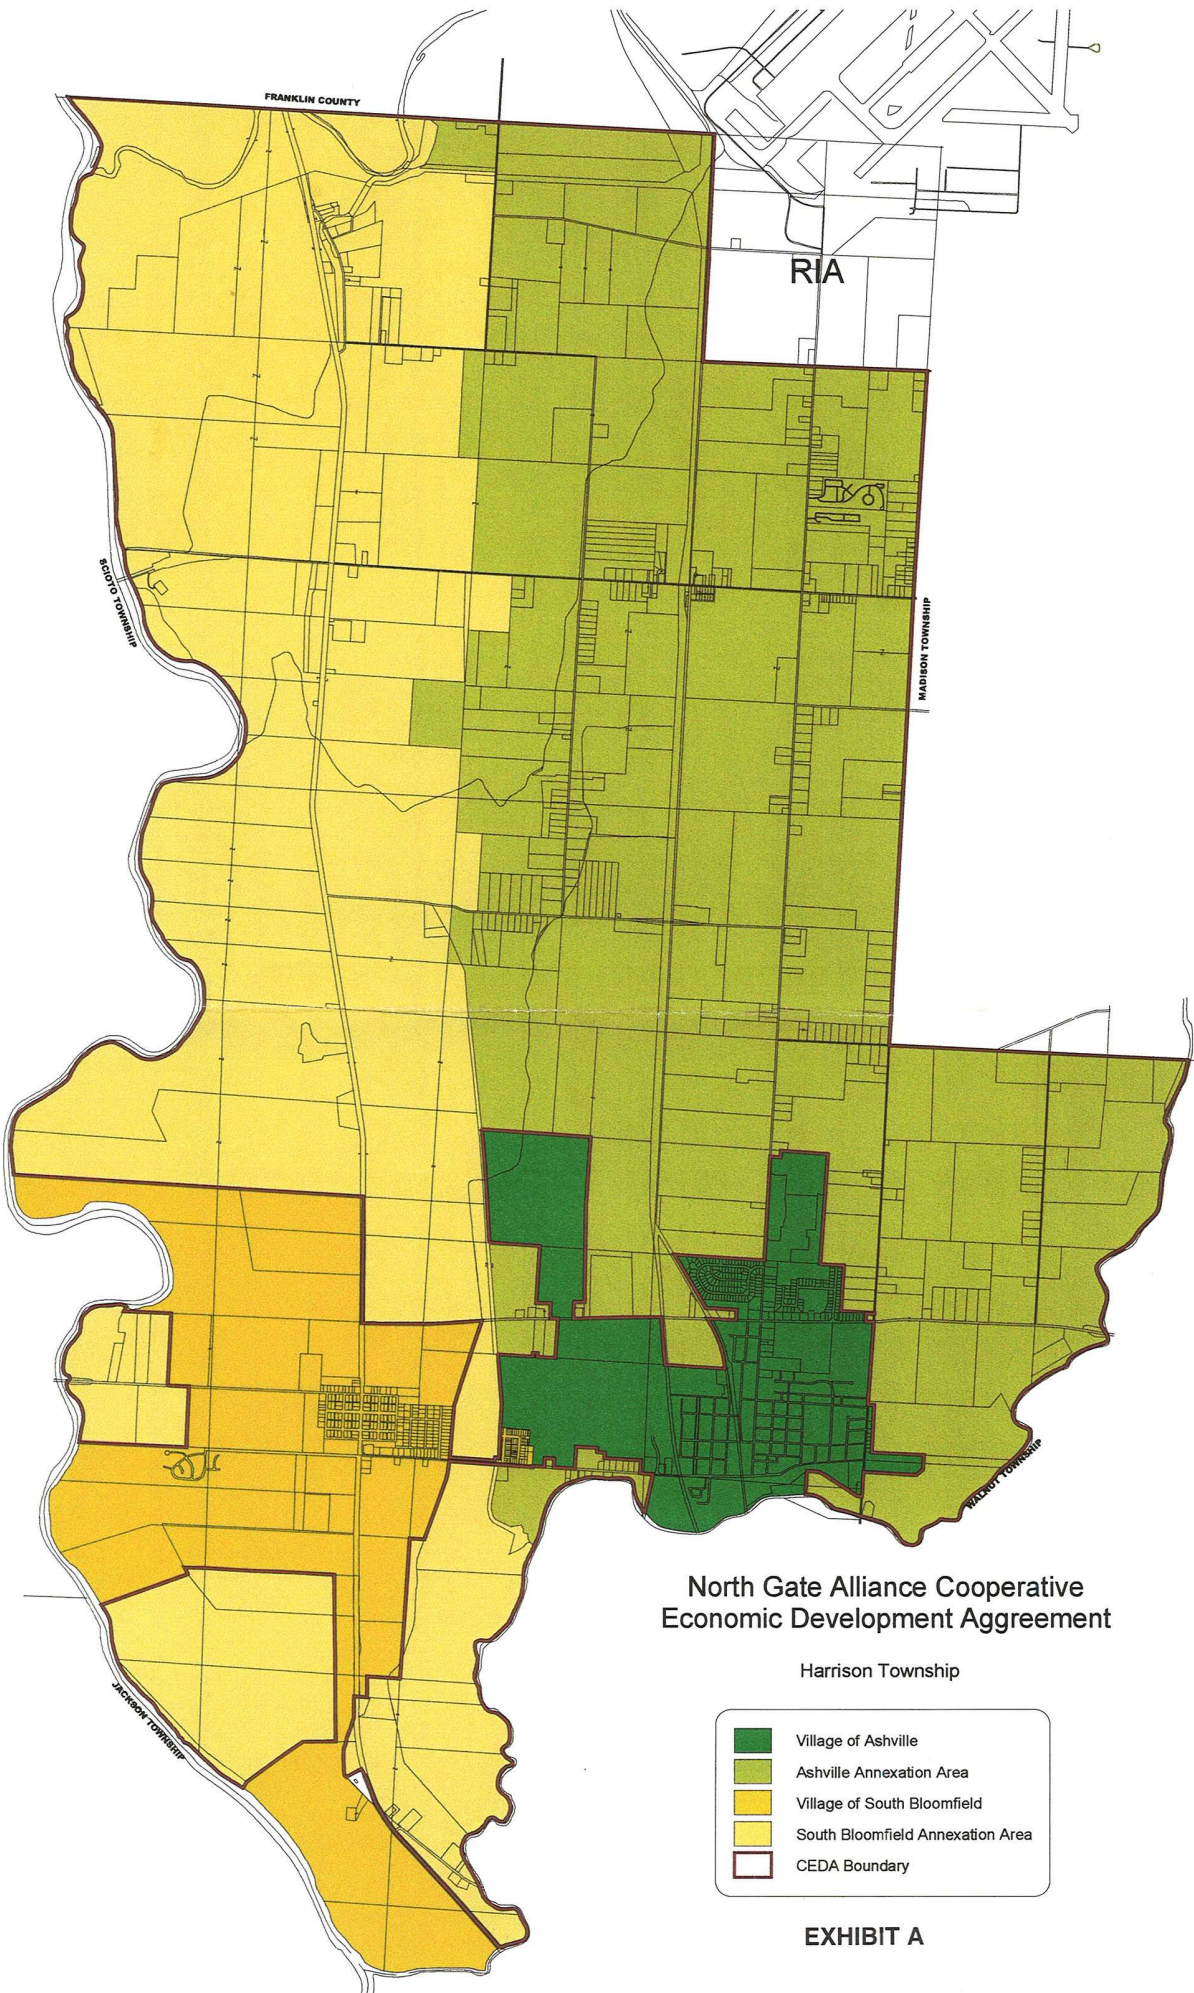 FRANKLIN COUNTY
RIA
SCIOTO TOWNSHIP
MADISON TOWNSHIP
WALNUT TOWNSHIP
JACKSON TOWNSHIP
North Gate Alliance Cooperative
Economic Development Aggreement
Harrison Township
Village of Ashville
Ashville Annexation Area
Village of South Bloomfield
South Bloomfield Annexation Area
CEDA Boundary
EXHIBIT A